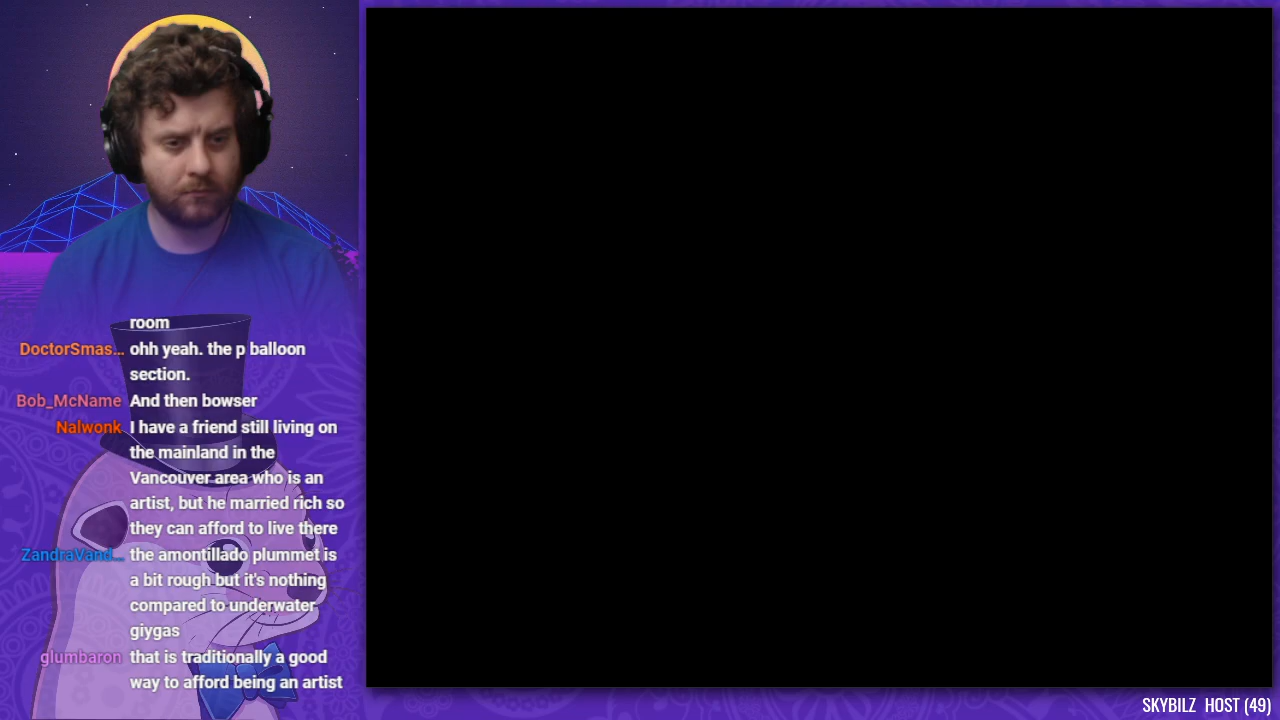 room
DoctorSmas... ohh yeah. the p balloon
section.
Bob_McName And then bowser
Nalwonk I have a friend still living on
the mainland in the
Vancouver area who is an
artist, but he married rich so
they can afford to live there
ZandraVand... the amontillado plummet is
a bit rough but it's nothing
compared to underwater
giygas
glumbaron that is traditionally a good
way to afford being an artist
SKYBILZ HOST (49)